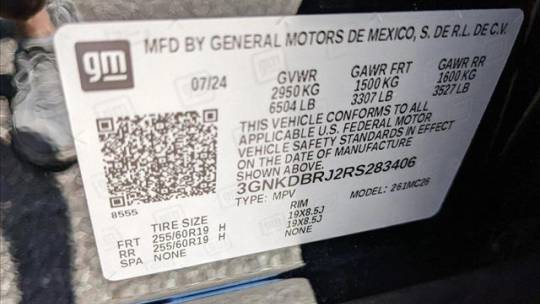 gm
MFD BY GENERAL MOTORS DE MEXICO, S. DE R.L. DE C.V.
07/24 GVWR GAWR FRT GAWR RR
2950 KG 1500 KG 1600 KG
6504 LB 3307 LB 3527 LB
THIS VEHICLE CONFORMS TO ALL
APPLICABLE U.S. FEDERAL MOTOR
VEHICLE SAFETY STANDARDS IN EFFECT
ON THE DATE OF MANUFACTURE
SHOWN ABOVE.
3GNKDBRJ2RS283406
TYPE: MPV MODEL: 261MC26
8555
TIRE SIZE RIM
FRT 255/60R19 H 19X8.5J
RR 255/60R19 H 19X8.5J
SPA NONE NONE